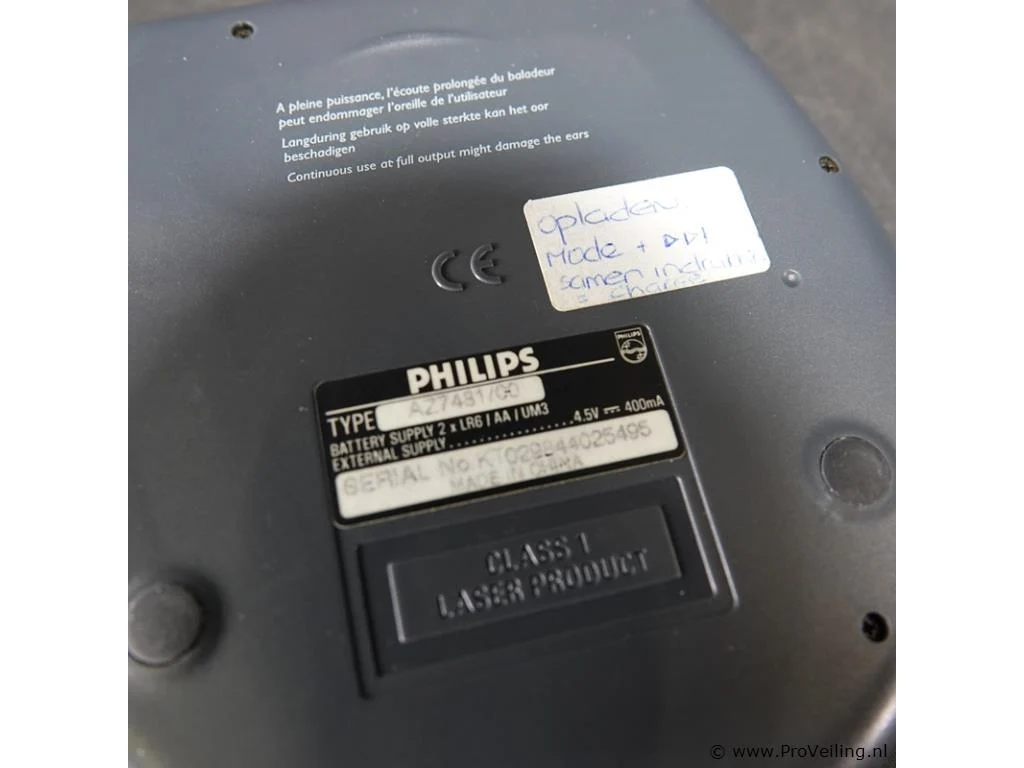 A pleine puissance, l'écoute prolongée du baladeur
peut endommager l'oreille de l'utilisateur
Langduring gebruik op volle sterkte kan het oor
beschadigen
Continuous use at full output might damage the ears
opladen:
Mode + ▷▷|
samen indrukken
= charge
CE
PHILIPS
PHILIPS
TYPE AZ7481/00
BATTERY SUPPLY 2 x LR6 / AA / UM3
EXTERNAL SUPPLY.................... 4.5V ⎓ 400mA
SERIAL No KT029844025495
MADE IN CHINA
CLASS 1
LASER PRODUCT
© www.ProVeiling.nl